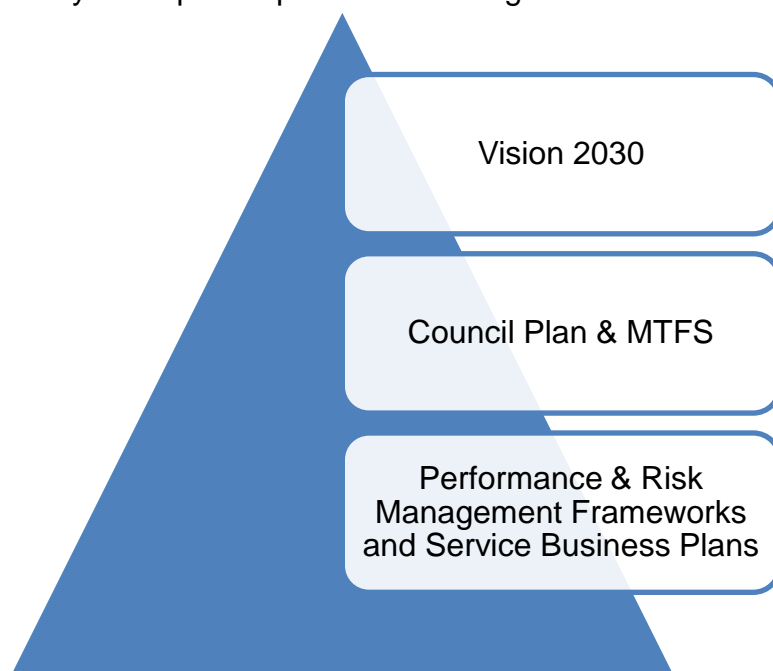 Vision 2030
Council Plan & MTFS
Performance & Risk
Management Frameworks
and Service Business Plans